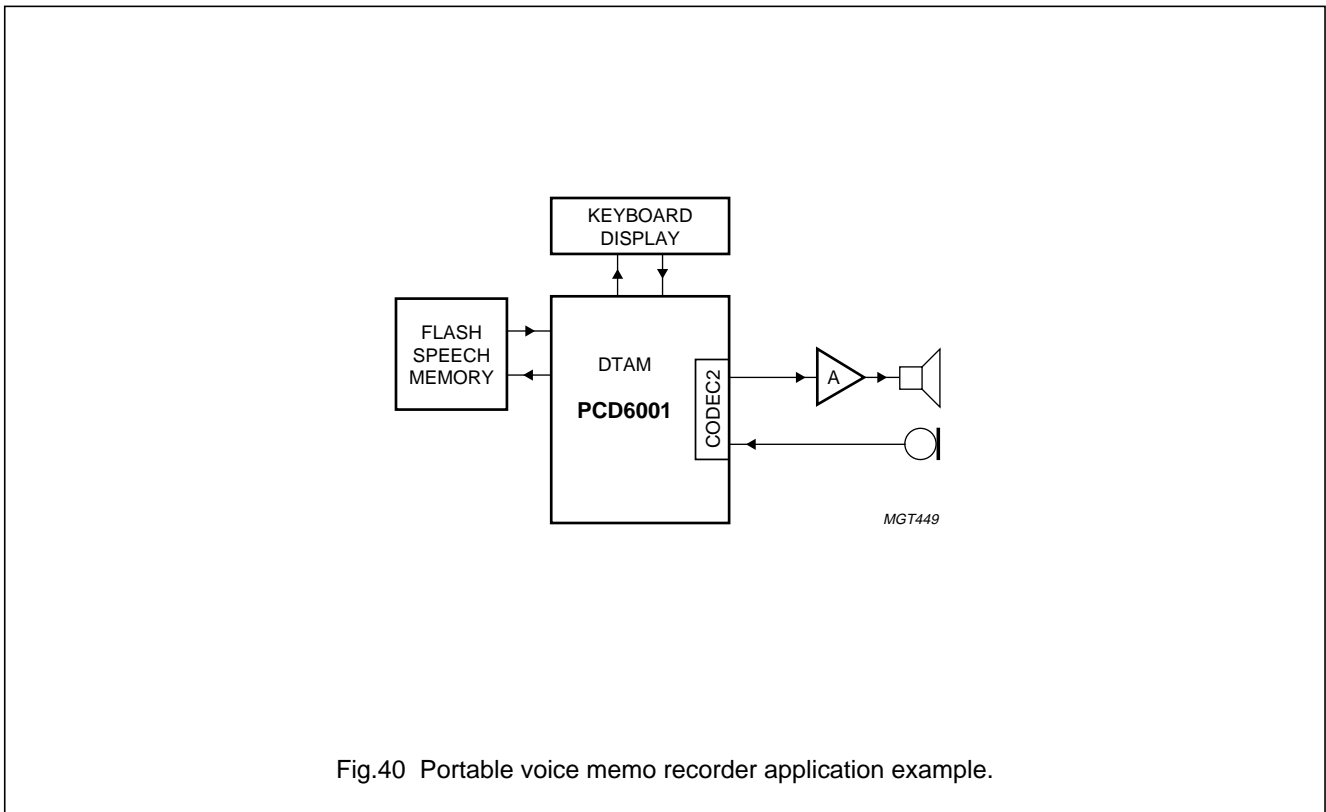 KEYBOARD
DISPLAY
FLASH
SPEECH
MEMORY
DTAM
PCD6001
CODEC2
A
MGT449
Fig.40 Portable voice memo recorder application example.